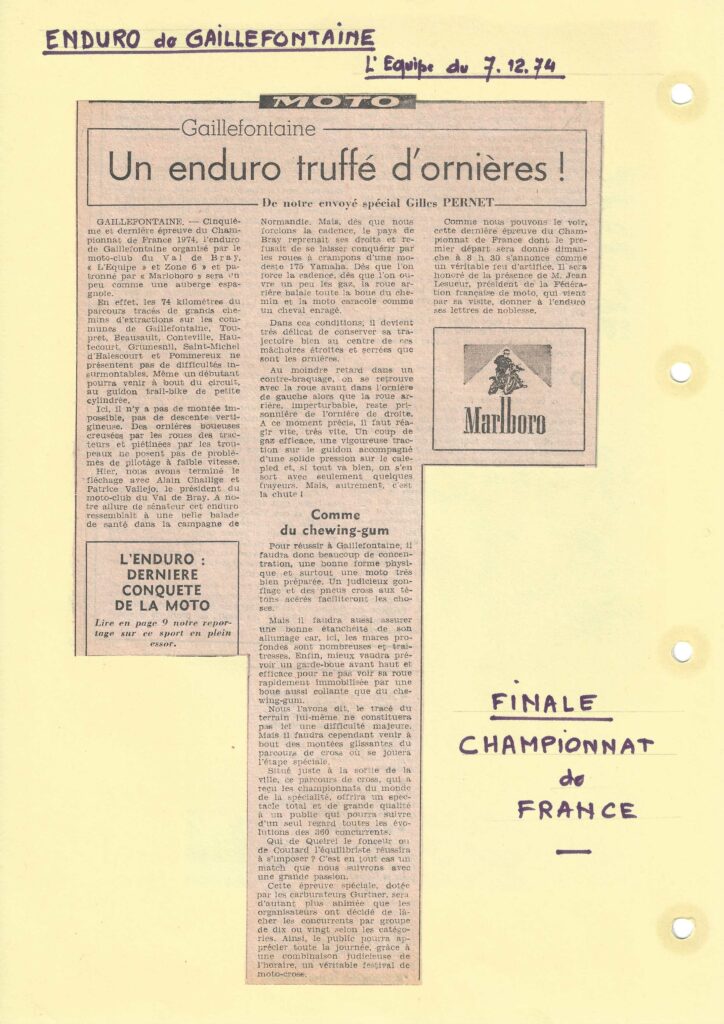 ENDURO de GAILLEFONTAINE
L'Equipe du 7.12.74
MOTO
Gaillefontaine
Un enduro truffé d'ornières !
De notre envoyé spécial Gilles PERNET
GAILLEFONTAINE. — Cinquiè-
me et dernière épreuve du Cham-
pionnat de France 1974, l'enduro
de Gaillefontaine organisé par le
moto-club du Val de Bray,
« L'Equipe » et Zone 6 » et pa-
tronné par « Marlboro » sera un
peu comme une auberge espa-
gnole.
En effet, les 74 kilomètres du
parcours tracés de grands che-
mins d'extractions sur les com-
munes de Gaillefontaine, Tou-
pret, Beausault, Conteville, Hau-
tecourt, Grumesnil, Saint-Michel
d'Halescourt et Pommereux ne
présentent pas de difficultés in-
surmontables. Même un débutant
pourra venir à bout du circuit,
au guidon trail-bike de petite
cylindrée.
Ici, il n'y a pas de montée im-
possible, pas de descente verti-
gineuse. Des ornières boueuses
creusées par les roues des trac-
teurs et piétinées par les trou-
peaux ne posent pas de problè-
mes de pilotage à faible vitesse.
Hier, nous avons terminé le
fléchage avec Alain Chailige et
Patrice Vallejo, le président du
moto-club du Val de Bray. A no-
tre allure de sénateur cet enduro
ressemblait à une belle balade
de santé dans la campagne de
L'ENDURO :
DERNIERE
CONQUETE
DE LA MOTO
Lire en page 9 notre repor-
tage sur ce sport en plein
essor.
Normandie. Mais, dès que nous
forcions la cadence, le pays de
Bray reprenait ses droits et re-
fusait de se laisser conquérir par
les roues à crampons d'une mo-
deste 175 Yamaha. Dès que l'on
force la cadence, dès que l'on ou-
vre un peu les gaz, la roue ar-
rière balaie toute la boue du che-
min et la moto caracole comme
un cheval enragé.
Dans ces conditions, il devient
très délicat de conserver sa tra-
jectoire bien au centre de ces
mâchoires étroites et serrées que
sont les ornières.
Au moindre retard dans un
contre-braquage, on se retrouve
avec la roue avant dans l'ornière
de gauche alors que la roue ar-
rière, imperturbable, reste pri-
sonnière de l'ornière de droite.
A ce moment précis, il faut réa-
gir vite, très vite. Un coup de
gaz efficace, une vigoureuse trac-
tion sur le guidon accompagné
d'une solide pression sur le cale-
pied et, si tout va bien, on s'en
sort avec seulement quelques
frayeurs. Mais, autrement, c'est
la chute !
Comme
du chewing-gum
Pour réussir à Gaillefontaine, il
faudra donc beaucoup de concen-
tration, une bonne forme physi-
que et surtout une moto très
bien préparée. Un judicieux gon-
flage et des pneus cross aux té-
tons acérés faciliteront les cho-
ses.
Mais il faudra aussi assurer
une bonne étanchéité de son
allumage car, ici, les mares pro-
fondes sont nombreuses et traî-
tresses. Enfin, mieux vaudra pré-
voir un garde-boue avant haut et
efficace pour ne pas voir sa roue
rapidement immobilisée par une
boue aussi collante que du che-
wing-gum.
Nous l'avons dit, le tracé du
terrain lui-même ne constituera
pas ici une difficulté majeure.
Mais il faudra cependant venir à
bout des montées glissantes du
parcours de cross où se jouera
l'étape spéciale.
Situé juste à la sortie de la
ville, ce parcours de cross, qui a
reçu les championnats du monde
de la spécialité, offrira un spec-
tacle total et de grande qualité
à un public qui pourra suivre
d'un seul regard toutes les évo-
lutions des 360 concurrents.
Qui de Queirel le fonceur ou
de Coutard l'équilibriste réussira
à s'imposer ? C'est en tout cas un
match que nous suivrons avec
une grande passion.
Cette épreuve spéciale, dotée
par les carburateurs Gurtner, sera
d'autant plus animée que les
organisateurs ont décidé de lâ-
cher les concurrents par groupe
de dix ou vingt selon les catégo-
ries. Ainsi, le public pourra ap-
précier toute la journée, grâce à
une combinaison judicieuse de
l'horaire, un véritable festival de
moto-cross.
Comme nous pouvons le voir,
cette dernière épreuve du Cham-
pionnat de France dont le pre-
mier départ sera donné diman-
che à 8 h 30 s'annonce comme
un véritable feu d'artifice. Il sera
honoré de la présence de M. Jean
Lesueur, président de la Fédéra-
tion française de moto, qui vient
par sa visite, donner à l'enduro
ses lettres de noblesse.
Marlboro
FINALE
CHAMPIONNAT
de
FRANCE